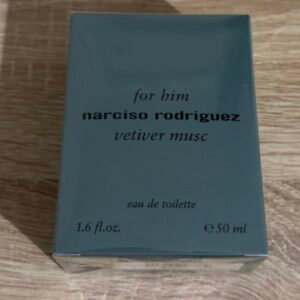 for him
narciso rodriguez
vetiver musc
eau de toilette
1.6 fl.oz. ℮ 50 ml